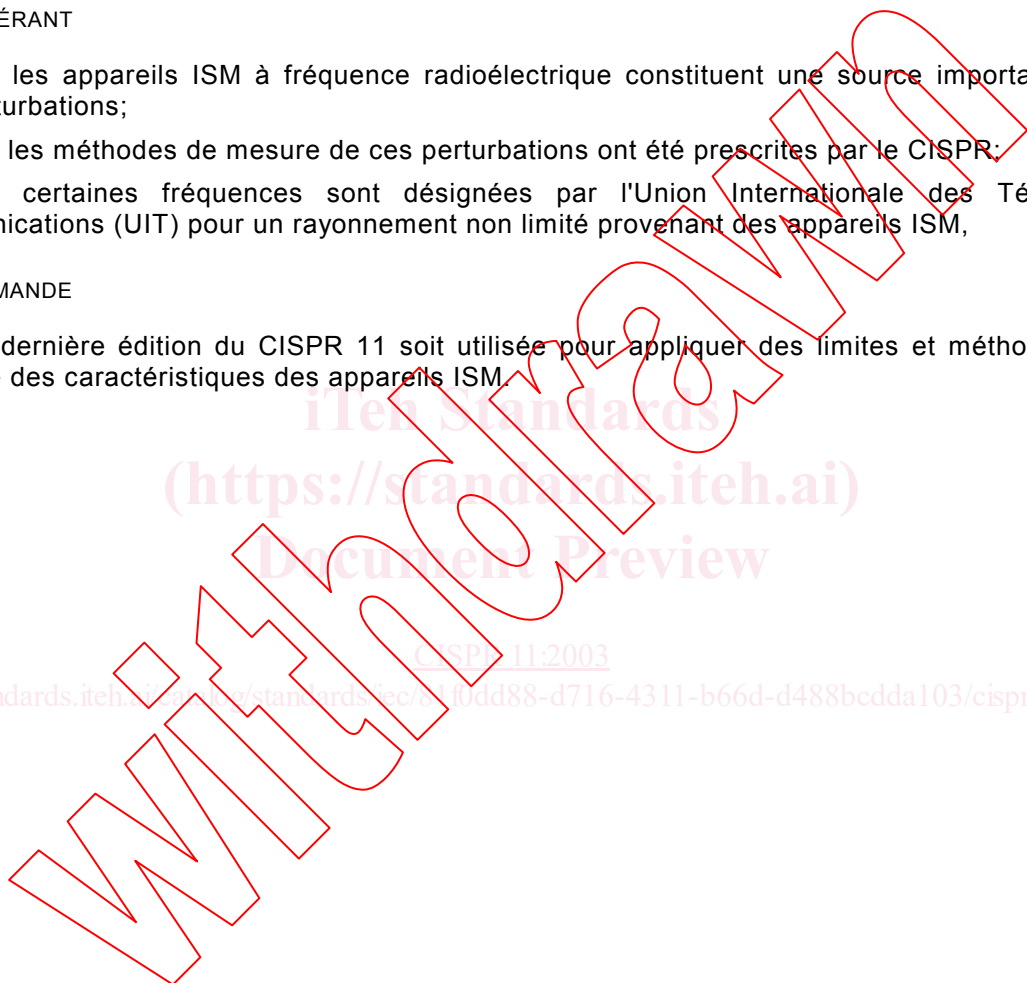 ÉRANT
les appareils ISM à fréquence radioélectrique constituent une source importa
turbations;
les méthodes de mesure de ces perturbations ont été prescrites par le CISPR;
certaines fréquences sont désignées par l'Union Internationale des Té
nications (UIT) pour un rayonnement non limité provenant des appareils ISM,
MANDE
dernière édition du CISPR 11 soit utilisée pour appliquer des limites et métho
des caractéristiques des appareils ISM.
iTeh Standards
(https://standards.iteh.ai)
Document Preview
CISPR 11:2003
ndards.iteh.ai/catalog/standards/iec/81f0dd88-d716-4311-b66d-d488bcdda103/cispr
withdrawn